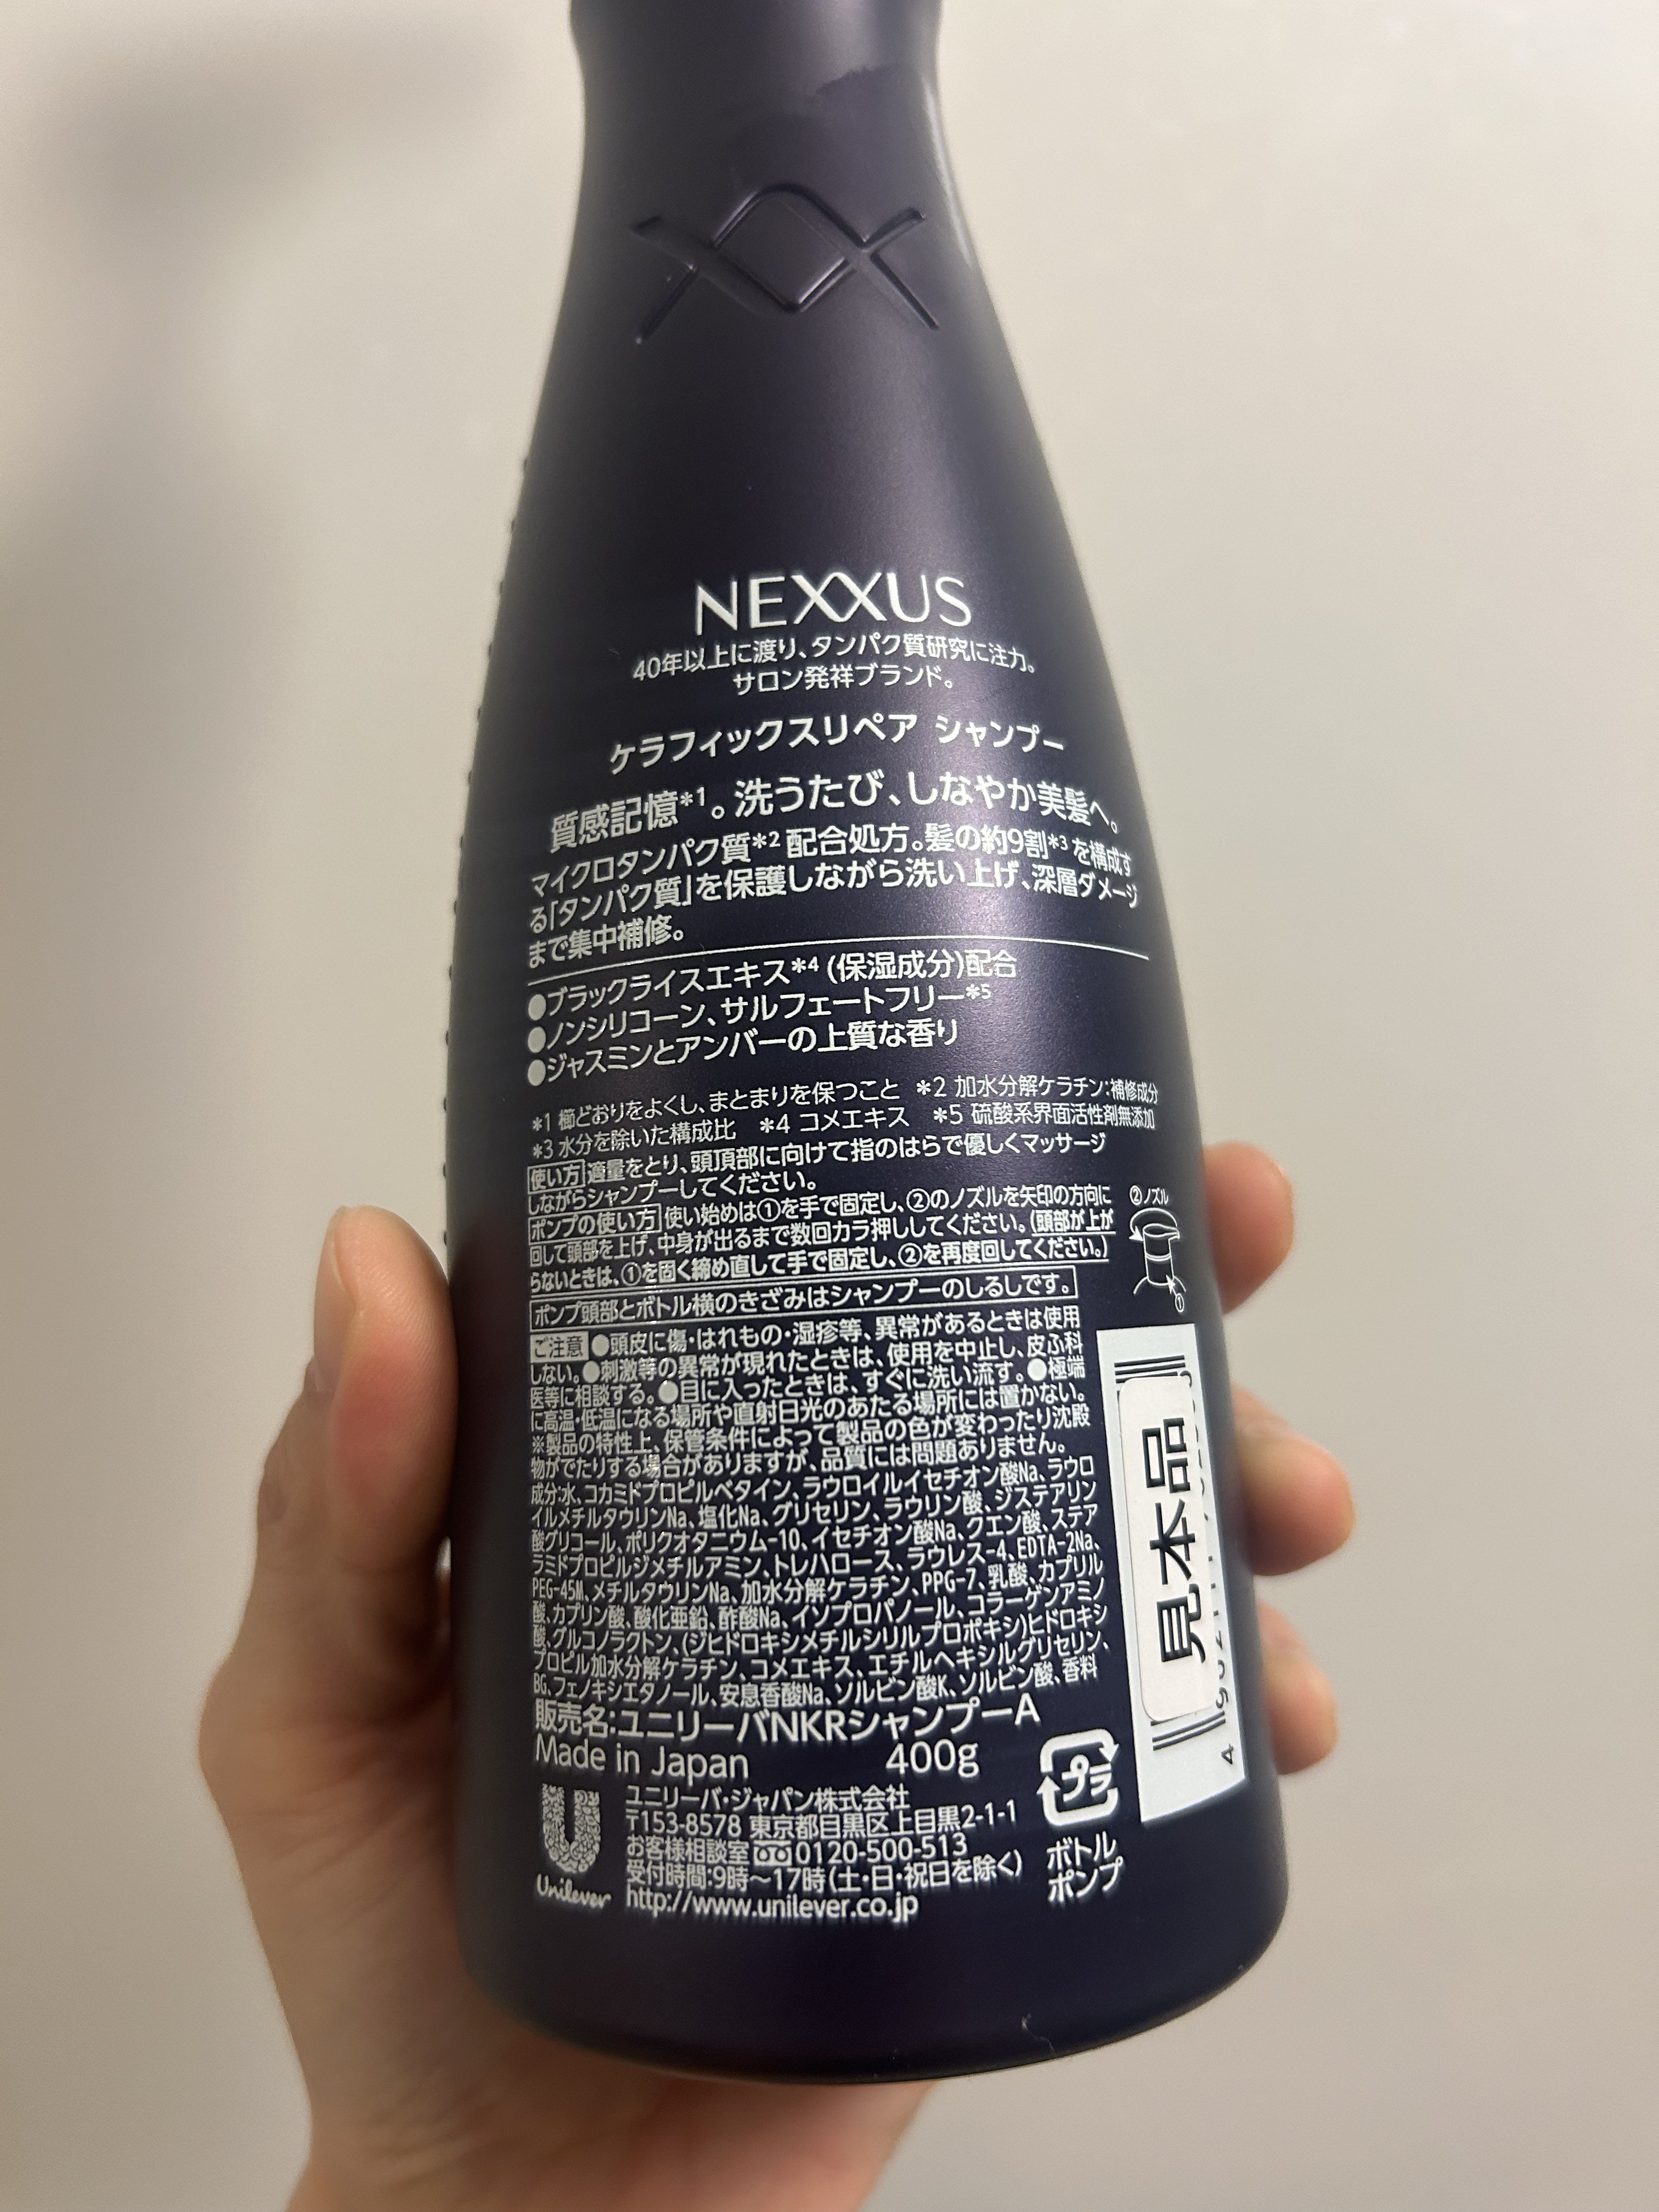 NEXXUS
40年以上に渡り、タンパク質研究に注力。
サロン発祥ブランド。
ケラフィックスリペア シャンプー
質感記憶*1。洗うたび、しなやか美髪へ。
マイクロタンパク質*2 配合処方。髪の約9割*3 を構成す
る「タンパク質」を保護しながら洗い上げ、深層ダメージ
まで集中補修。
●ブラックライスエキス*4 (保湿成分)配合
●ノンシリコーン、サルフェートフリー*5
●ジャスミンとアンバーの上質な香り
*1 櫛どおりをよくし、まとまりを保つこと *2 加水分解ケラチン:補修成分
*3 水分を除いた構成比 *4 コメエキス *5 硫酸系界面活性剤無添加
使い方 適量をとり、頭頂部に向けて指のはらで優しくマッサージ
しながらシャンプーしてください。
ポンプの使い方 使い始めは①を手で固定し、②のノズルを矢印の方向に
回して頭部を上げ、中身が出るまで数回カラ押ししてください。(頭部が上が
らないときは、①を固く締め直して手で固定し、②を再度回してください。)
②ノズル
①
ポンプ頭部とボトル横のきざみはシャンプーのしるしです。
ご注意 ●頭皮に傷・はれもの・湿疹等、異常があるときは使用
しない。●刺激等の異常が現れたときは、使用を中止し、皮ふ科
医等に相談する。●目に入ったときは、すぐに洗い流す。●極端
に高温・低温になる場所や直射日光のあたる場所には置かない。
※製品の特性上、保管条件によって製品の色が変わったり沈殿
物がでたりする場合がありますが、品質には問題ありません。
成分:水、コカミドプロピルベタイン、ラウロイルイセチオン酸Na、ラウロ
イルメチルタウリンNa、塩化Na、グリセリン、ラウリン酸、ジステアリン
酸グリコール、ポリクオタニウム-10、イセチオン酸Na、クエン酸、ステア
ラミドプロピルジメチルアミン、トレハロース、ラウレス-4、EDTA-2Na、
PEG-45M、メチルタウリンNa、加水分解ケラチン、PPG-7、乳酸、カプリル
酸、カプリン酸、酸化亜鉛、酢酸Na、イソプロパノール、コラーゲンアミノ
酸、グルコノラクトン、(ジヒドロキシメチルシリルプロポキシ)ヒドロキシ
プロピル加水分解ケラチン、コメエキス、エチルヘキシルグリセリン、
BG、フェノキシエタノール、安息香酸Na、ソルビン酸K、ソルビン酸、香料
販売名:ユニリーバNKRシャンプーA
Made in Japan 400g
ユニリーバ・ジャパン株式会社
〒153-8578 東京都目黒区上目黒2-1-1
お客様相談室 0120-500-513
受付時間:9時～17時(土・日・祝日を除く)
http://www.unilever.co.jp
Unilever
プラ
ボトル
ポンプ
見本品